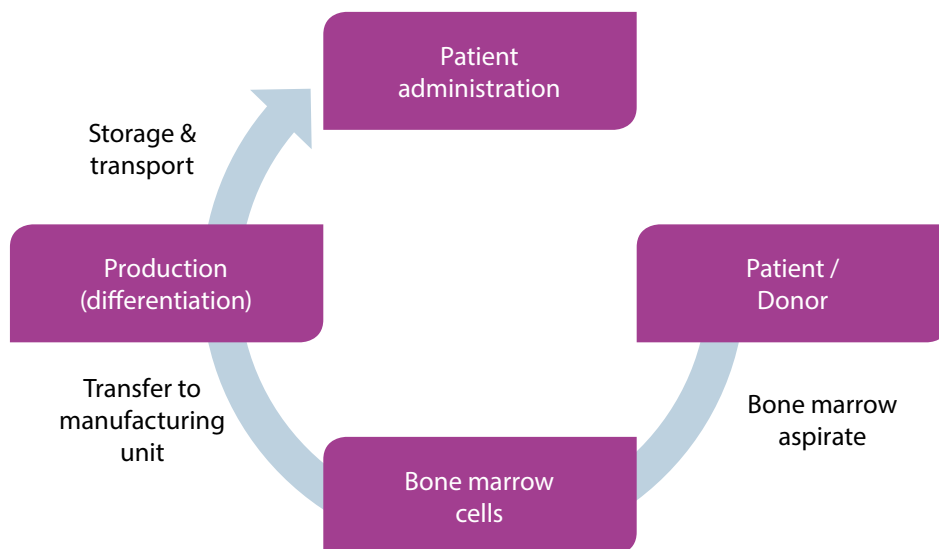 Patient
administration
Storage &
transport
Production
(differentiation)
Patient /
Donor
Transfer to
manufacturing
unit
Bone marrow
aspirate
Bone marrow
cells